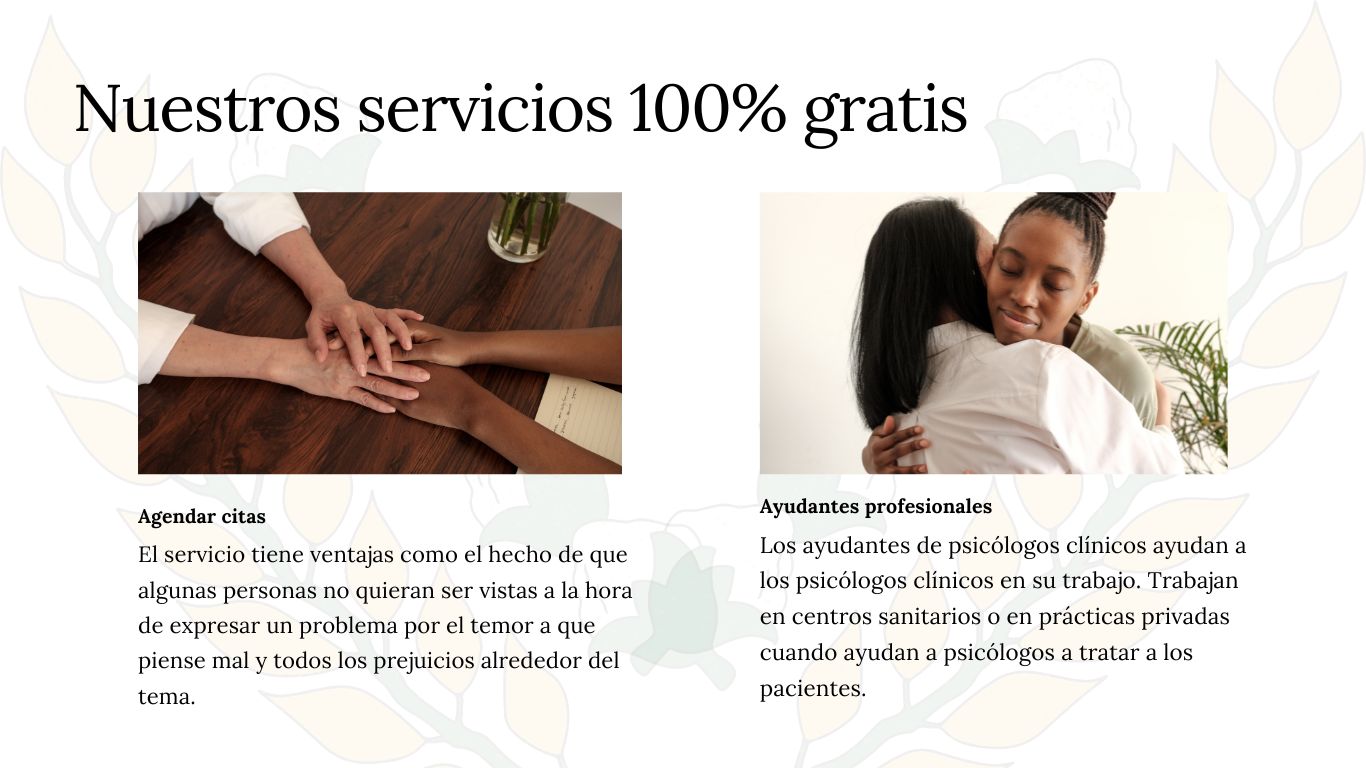 Nuestros servicios 100% gratis
Agendar citas
El servicio tiene ventajas como el hecho de que
algunas personas no quieran ser vistas a la hora
de expresar un problema por el temor a que
piense mal y todos los prejuicios alrededor del
tema.
Ayudantes profesionales
Los ayudantes de psicólogos clínicos ayudan a
los psicólogos clínicos en su trabajo. Trabajan
en centros sanitarios o en prácticas privadas
cuando ayudan a psicólogos a tratar a los
pacientes.